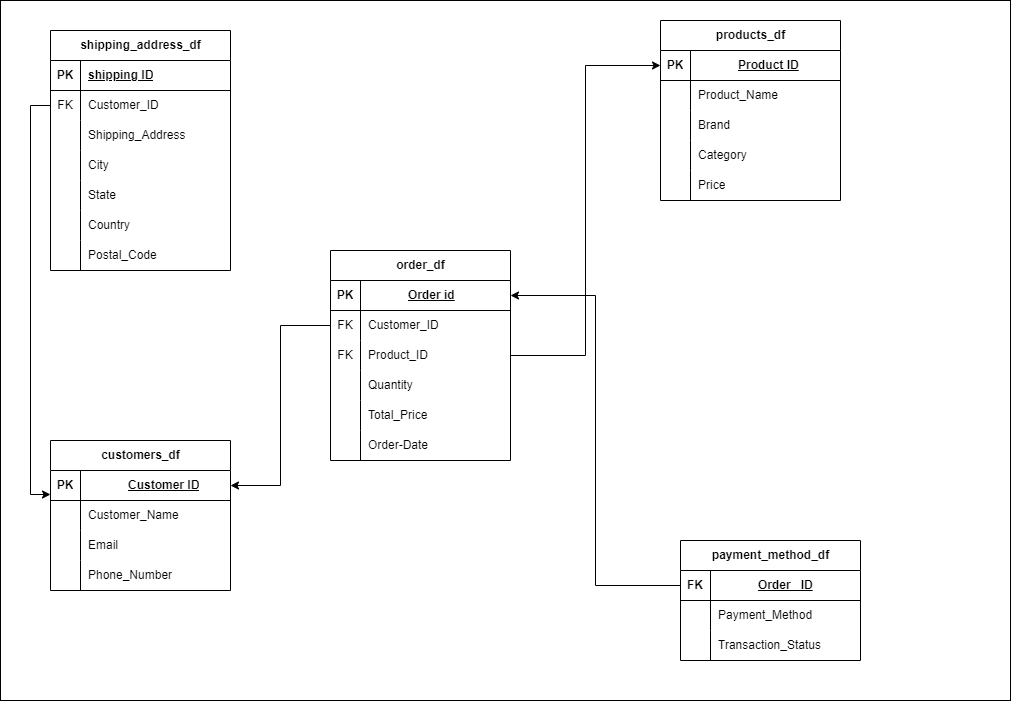 shipping_address_df
PK shipping ID
FK Customer_ID
Shipping_Address
City
State
Country
Postal_Code
products_df
PK Product ID
Product_Name
Brand
Category
Price
order_df
PK Order id
FK Customer_ID
FK Product_ID
Quantity
Total_Price
Order-Date
customers_df
PK Customer ID
Customer_Name
Email
Phone_Number
payment_method_df
FK Order _ID
Payment_Method
Transaction_Status